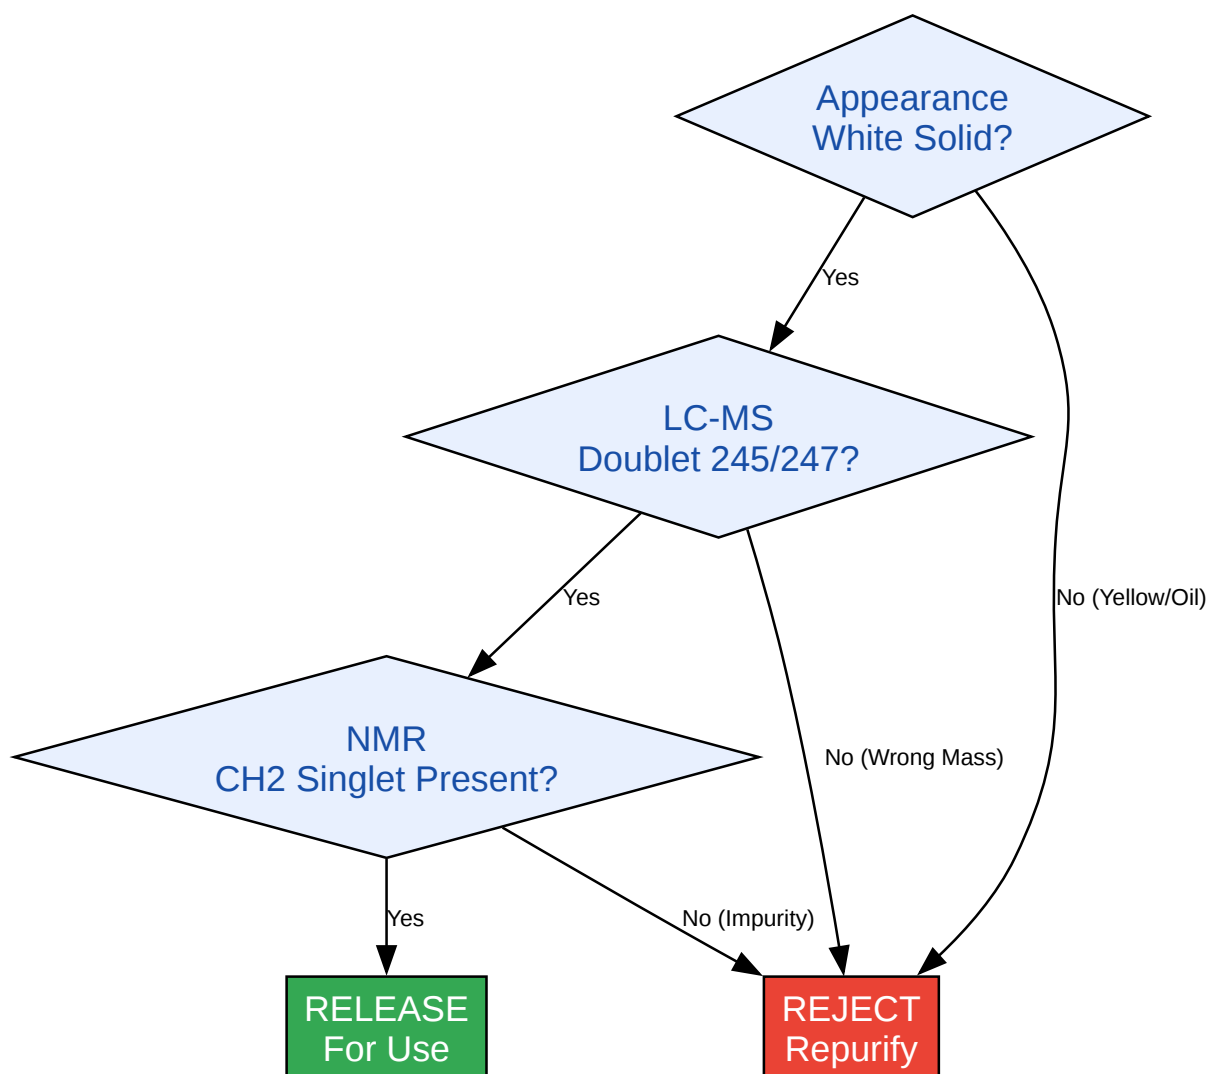 Appearance
White Solid?
Yes
LC-MS
Doublet 245/247?
Yes
No (Yellow/Oil)
NMR
CH2 Singlet Present?
No (Wrong Mass)
Yes
No (Impurity)
RELEASE
For Use
REJECT
Repurify